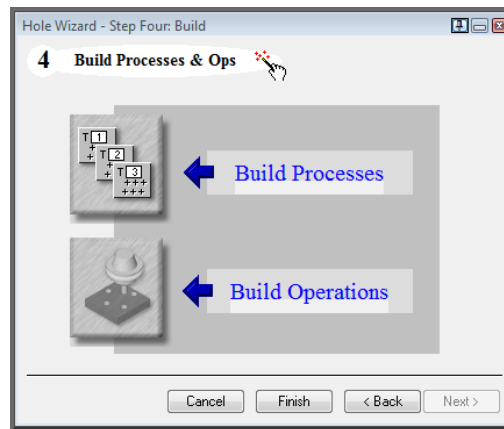 Hole Wizard - Step Four: Build
4 Build Processes & Ops
T 1
T 2
T 3
Build Processes
Build Operations
Cancel Finish < Back Next >